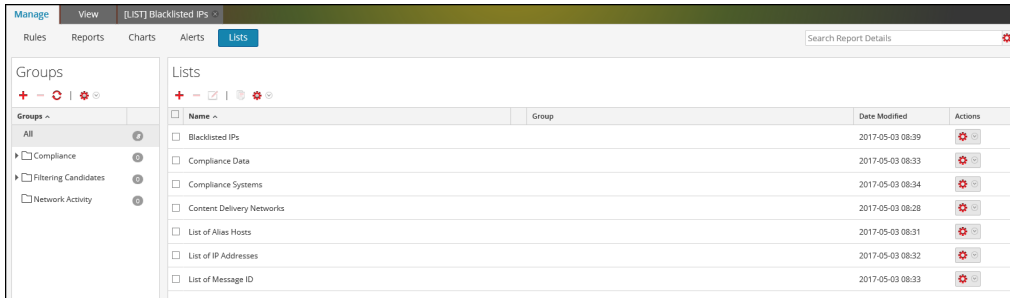 Manage View [LIST] Blacklisted IPs ×
Rules Reports Charts Alerts Lists Search Report Details
Groups
Lists
Groups
Name Group Date Modified Actions
All
Blacklisted IPs 2017-05-03 08:39
Compliance 0
Compliance Data 2017-05-03 08:33
Filtering Candidates 0
Compliance Systems 2017-05-03 08:34
Network Activity 0
Content Delivery Networks 2017-05-03 08:28
List of Alias Hosts 2017-05-03 08:31
List of IP Addresses 2017-05-03 08:32
List of Message ID 2017-05-03 08:33